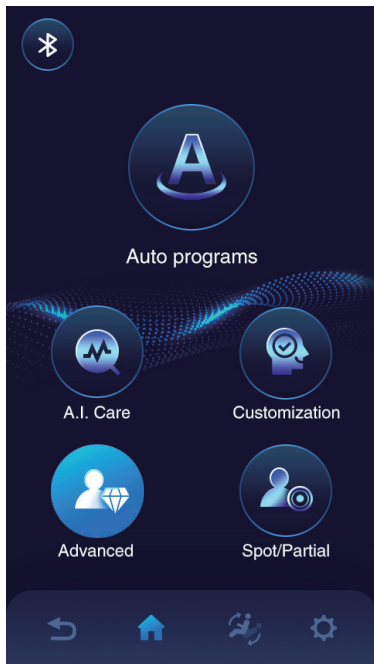 A
Auto programs
A.I. Care
Customization
Advanced
Spot/Partial